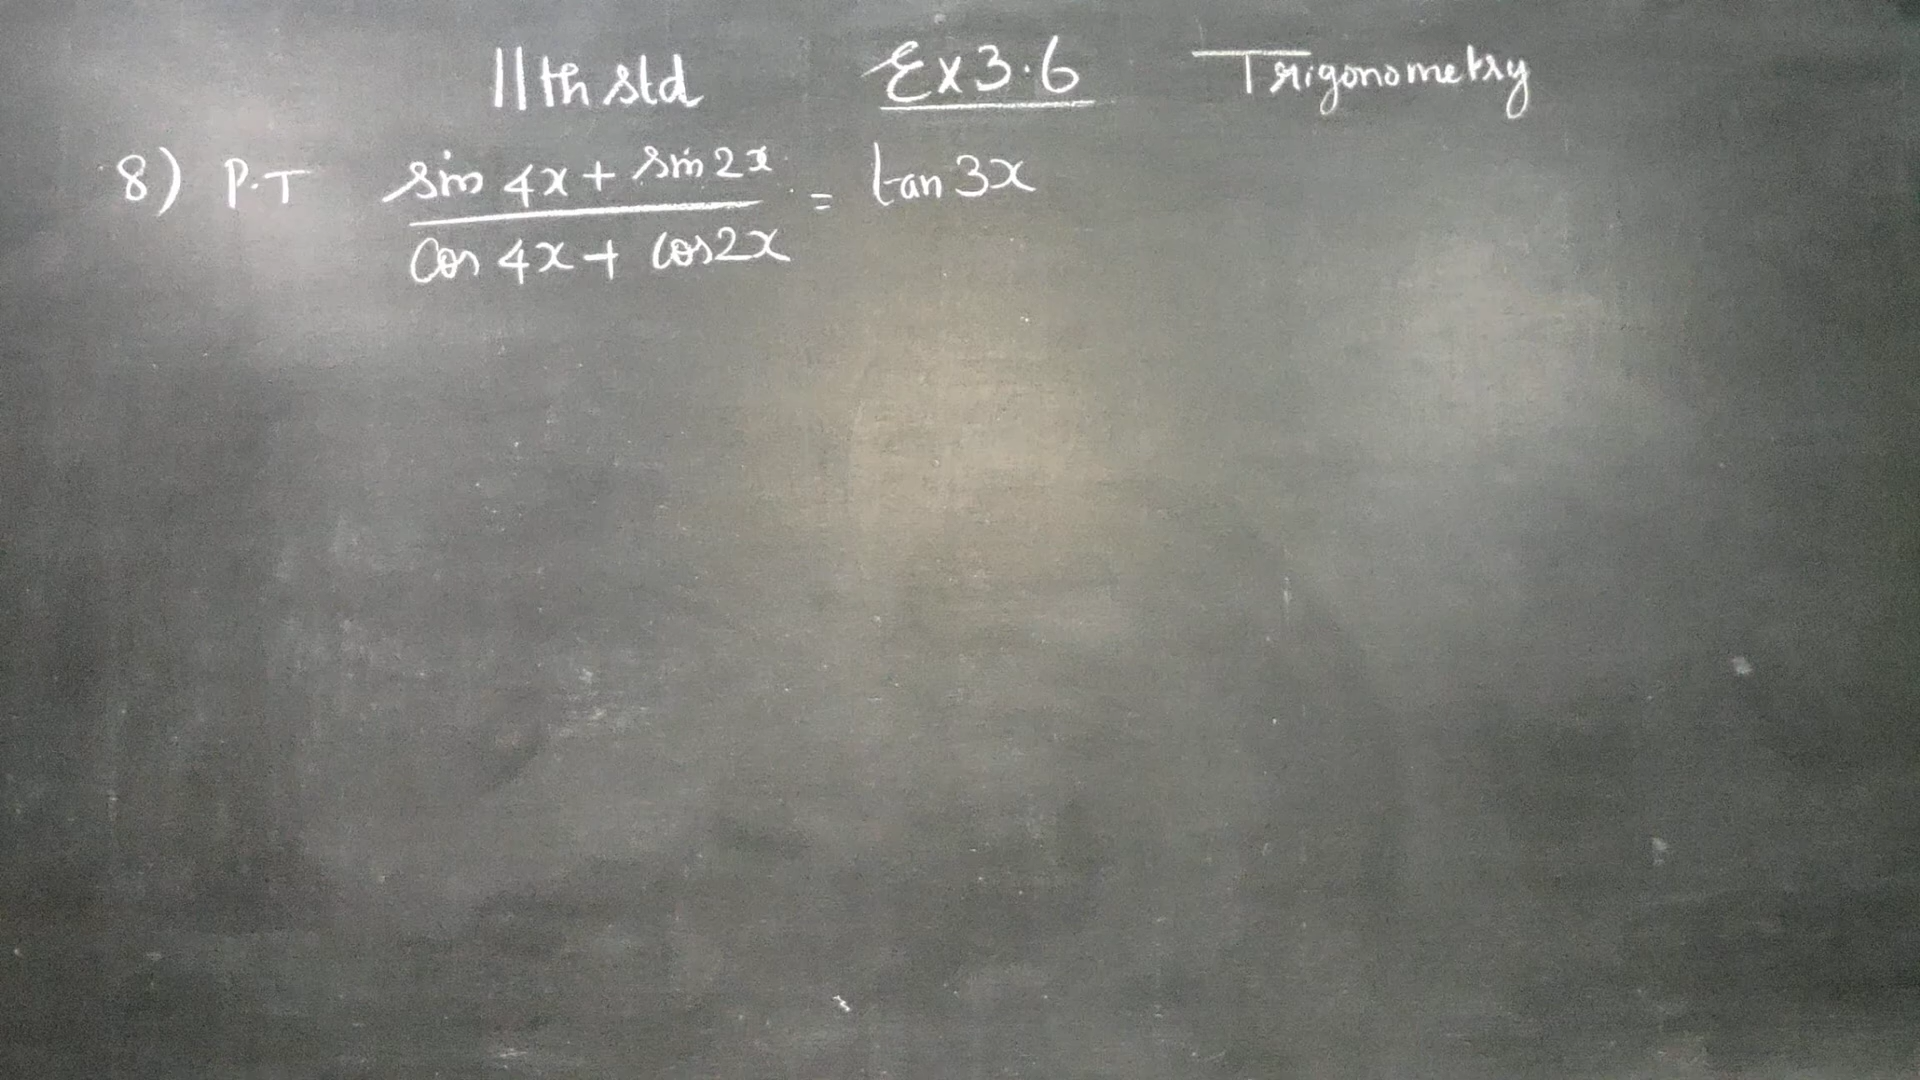 11th std Ex 3.6 Trigonometry
8) P.T sin 4x + sin 2x = tan 3x
cos 4x + cos 2x